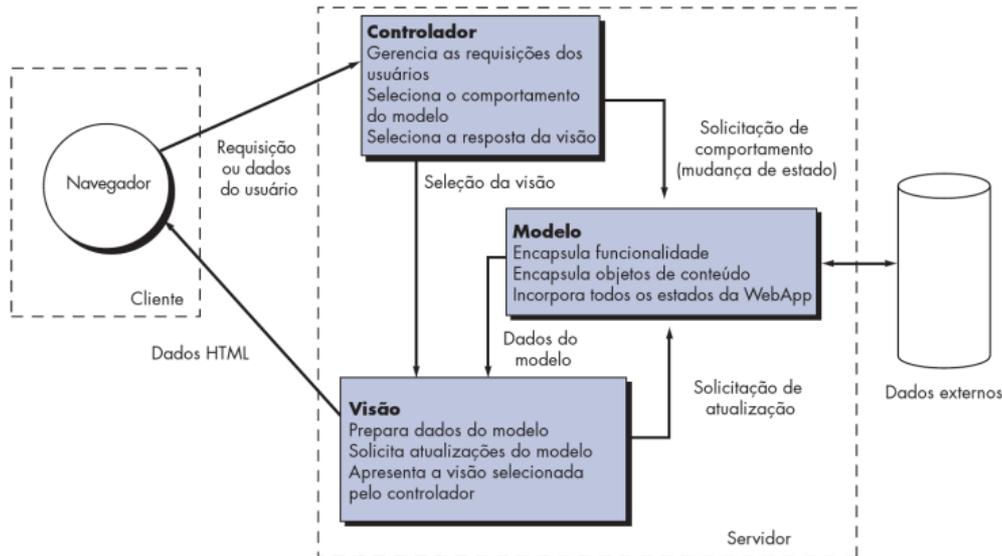 Controlador
Gerencia as requisições dos
usuários
Seleciona o comportamento
do modelo
Seleciona a resposta da visão
Navegador
Requisição
ou dados
do usuário
Seleção da visão
Solicitação de
comportamento
(mudança de estado)
Modelo
Encapsula funcionalidade
Encapsula objetos de conteúdo
Incorpora todos os estados da WebApp
Cliente
Dados HTML
Dados do
modelo
Solicitação de
atualização
Dados externos
Visão
Prepara dados do modelo
Solicita atualizações do modelo
Apresenta a visão selecionada
pelo controlador
Servidor